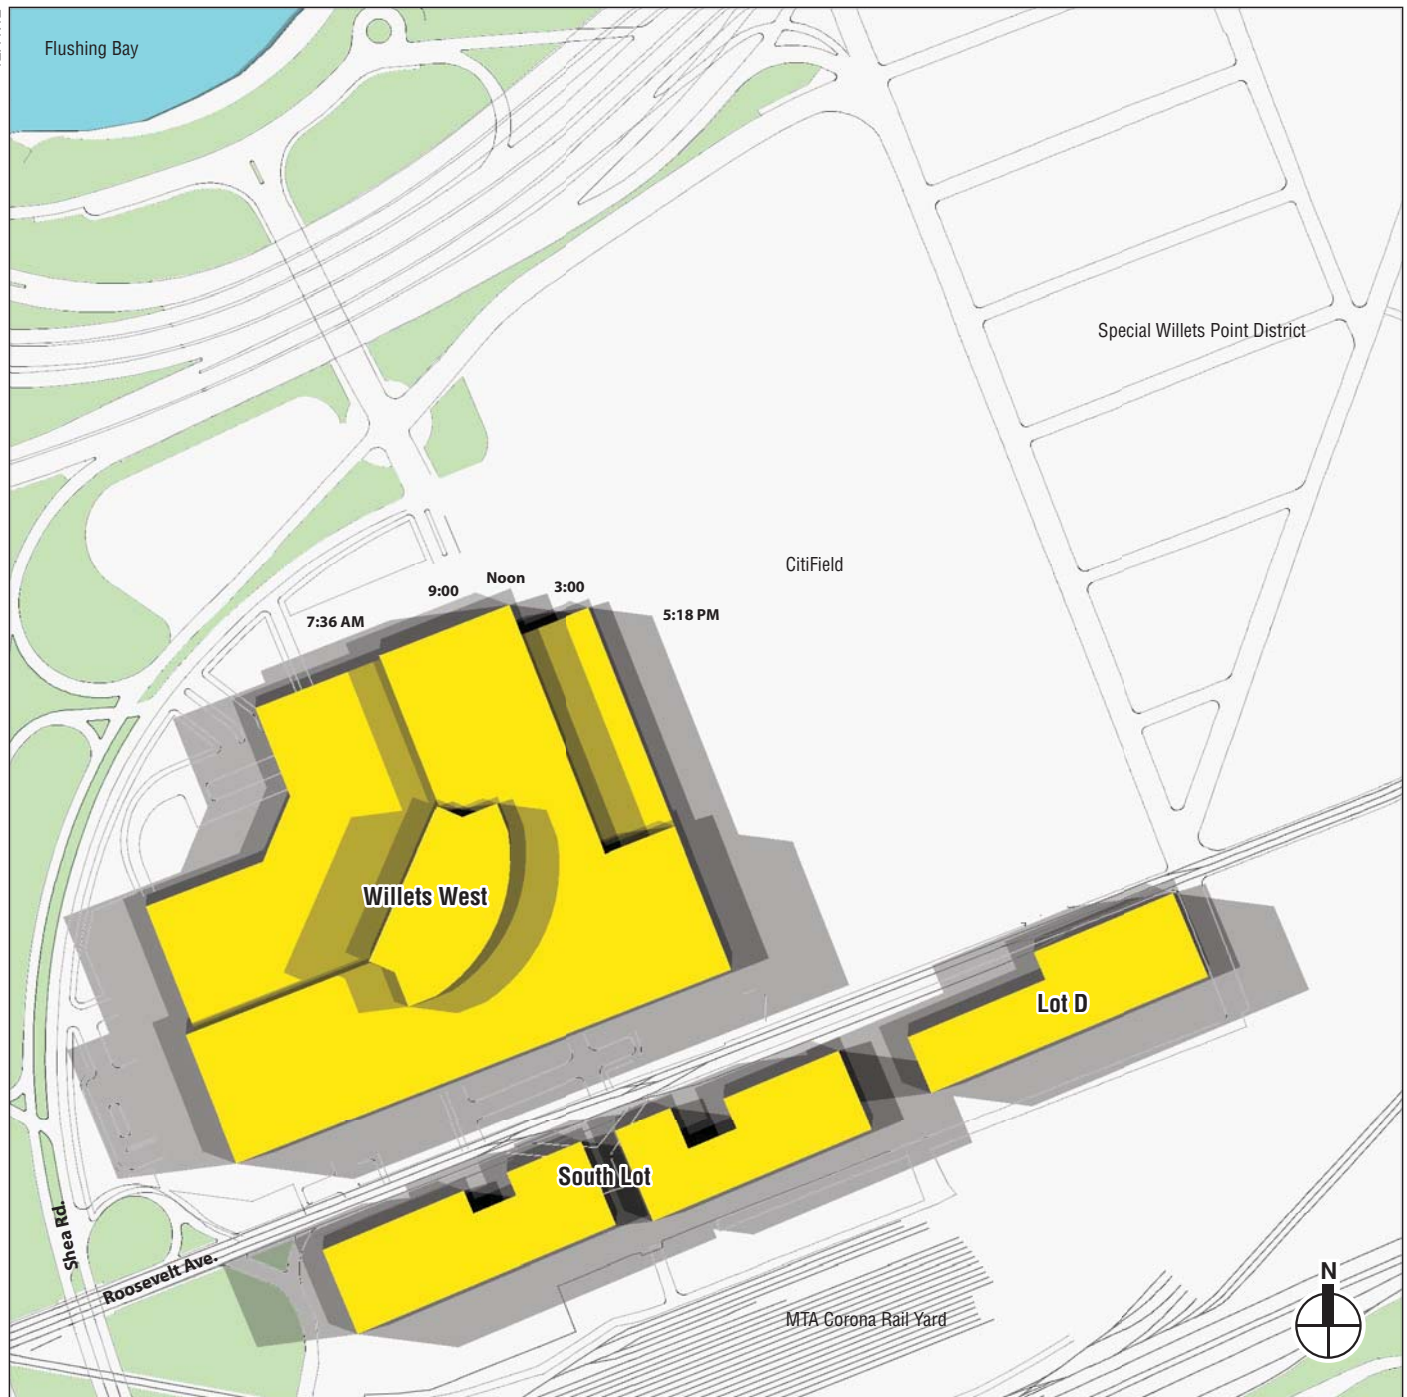 Flushing Bay
Special Willets Point District
CitiField
Noon
3:00
9:00
7:36 AM
5:18 PM
Willets West
Lot D
South Lot
Shea Rd.
Roosevelt Ave.
N
MTA Corona Rail Yard